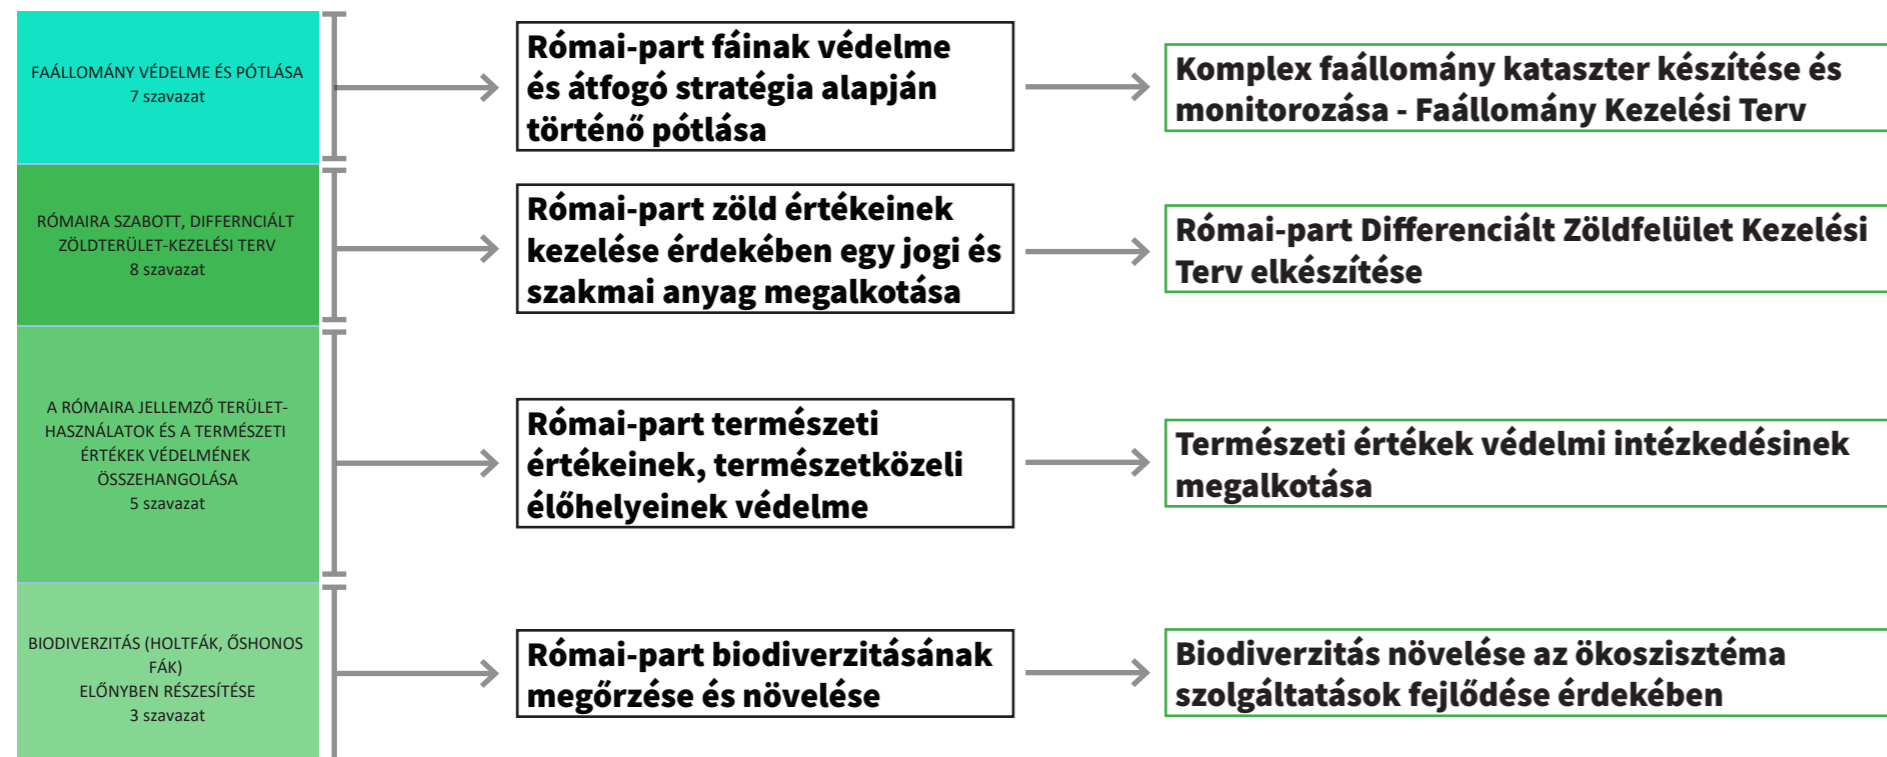 FAÁLLOMÁNY VÉDELME ÉS PÓTLÁSA
7 szavazat
Római-part fáinak védelme
és átfogó stratégia alapján
történő pótlása
Komplex faállomány kataszter készítése és
monitorozása - Faállomány Kezelési Terv
RÓMAIRA SZABOTT, DIFFERNCIÁLT
ZÖLDTERÜLET-KEZELÉSI TERV
8 szavazat
Római-part zöld értékeinek
kezelése érdekében egy jogi és
szakmai anyag megalkotása
Római-part Differenciált Zöldfelület Kezelési
Terv elkészítése
A RÓMAIRA JELLEMZŐ TERÜLET-
HASZNÁLATOK ÉS A TERMÉSZETI
ÉRTÉKEK VÉDELMÉNEK
ÖSSZEHANGOLÁSA
5 szavazat
Római-part természeti
értékeinek, természetközeli
élőhelyeinek védelme
Természeti értékek védelmi intézkedésinek
megalkotása
BIODIVERZITÁS (HOLTFÁK, ŐSHONOS
FÁK)
ELŐNYBEN RÉSZESÍTÉSE
3 szavazat
Római-part biodiverzitásának
megőrzése és növelése
Biodiverzitás növelése az ökoszisztéma
szolgáltatások fejlődése érdekében